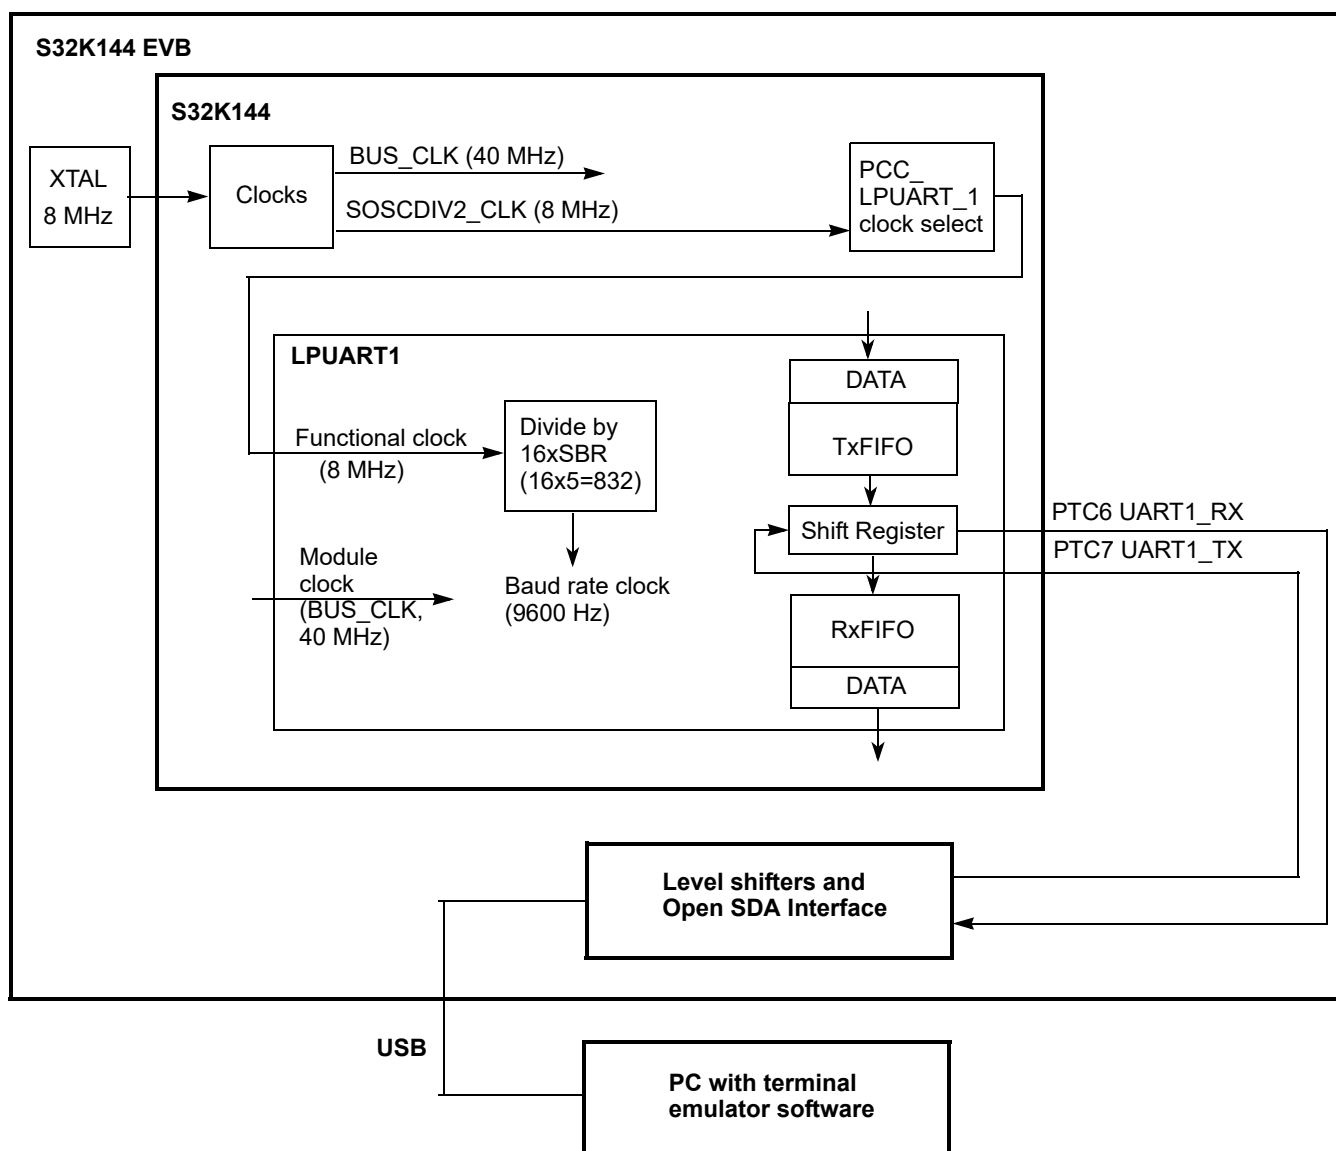 S32K144 EVB
S32K144
XTAL
8 MHz
Clocks
BUS_CLK (40 MHz)
SOSCDIV2_CLK (8 MHz)
PCC_
LPUART_1
clock select
LPUART1
Functional clock
(8 MHz)
Divide by
16xSBR
(16x5=832)
Module
clock
(BUS_CLK,
40 MHz)
Baud rate clock
(9600 Hz)
DATA
TxFIFO
Shift Register
RxFIFO
DATA
PTC6 UART1_RX
PTC7 UART1_TX
Level shifters and
Open SDA Interface
USB
PC with terminal
emulator software